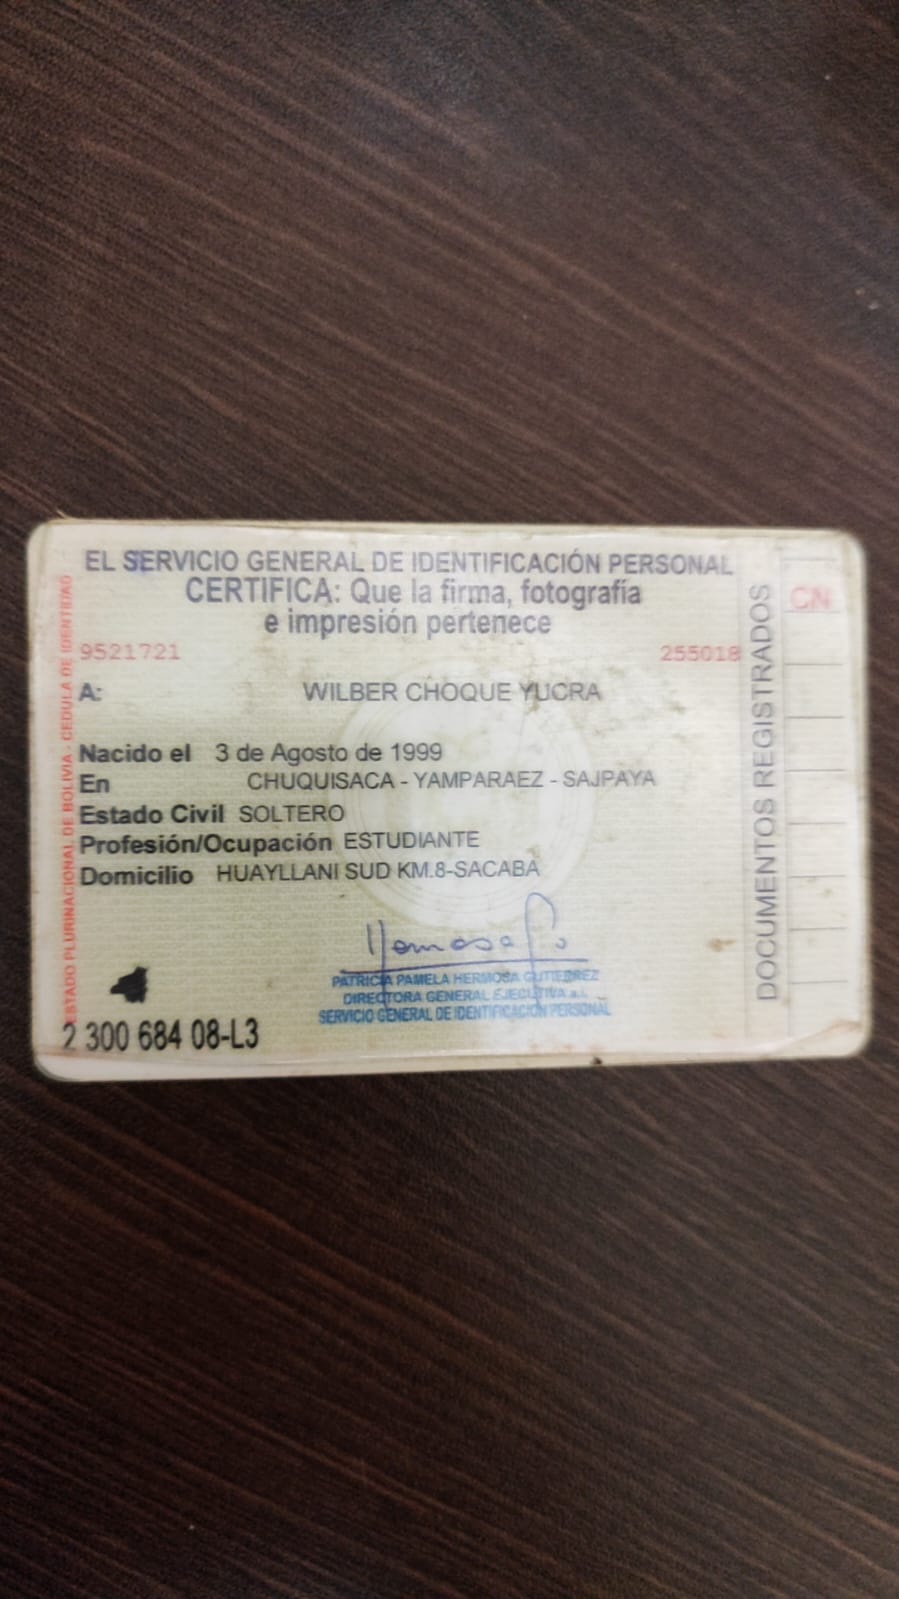 EL SERVICIO GENERAL DE IDENTIFICACIÓN PERSONAL
CERTIFICA: Que la firma, fotografía
e impresión pertenece
9521721 255018
A: WILBER CHOQUE YUCRA
Nacido el 3 de Agosto de 1999
En CHUQUISACA - YAMPARAEZ - SAJPAYA
Estado Civil SOLTERO
Profesión/Ocupación ESTUDIANTE
Domicilio HUAYLLANI SUD KM.8-SACABA
PATRICIA PAMELA HERMOSA GUTIERREZ
DIRECTORA GENERAL EJECUTIVA a.i.
SERVICIO GENERAL DE IDENTIFICACIÓN PERSONAL
2 300 684 08-L3
ESTADO PLURINACIONAL DE BOLIVIA - CEDULA DE IDENTIDAD
DOCUMENTOS REGISTRADOS
CN